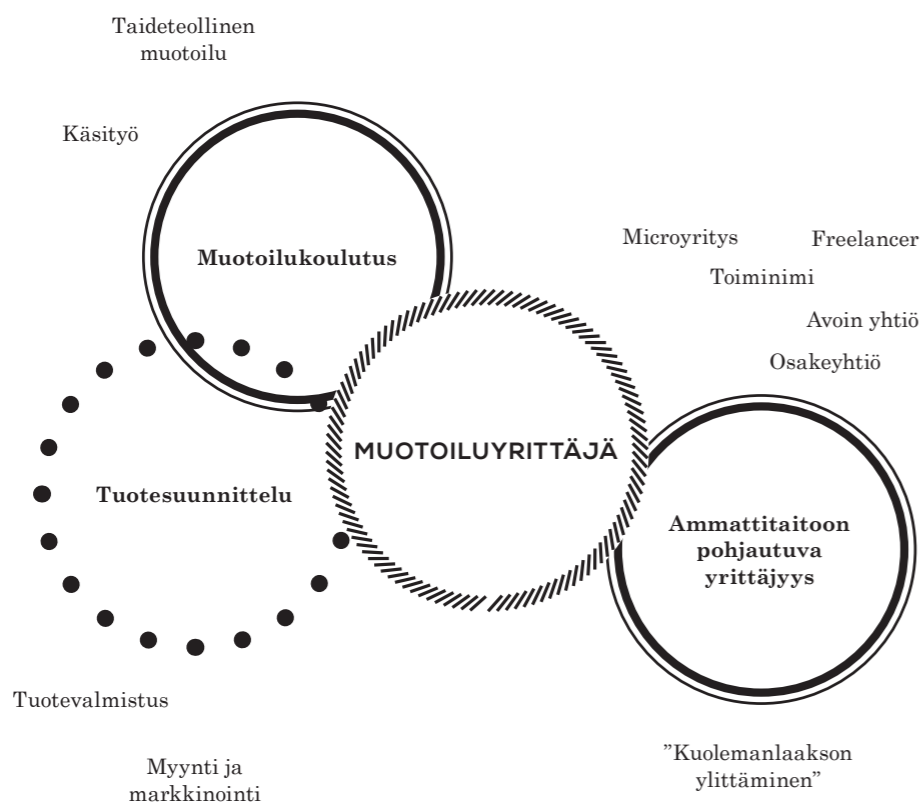 Taideteollinen
muotoilu
Käsityö
Muotoilukoulutus
Microyritys
Freelancer
Toiminimi
Avoin yhtiö
Osakeyhtiö
MUOTOILUYRITTÄJÄ
Tuotesuunnittelu
Ammattitaitoon
pohjautuva
yrittäjyys
Tuotevalmistus
Myynti ja
markkinointi
”Kuolemanlaakson
ylittäminen”